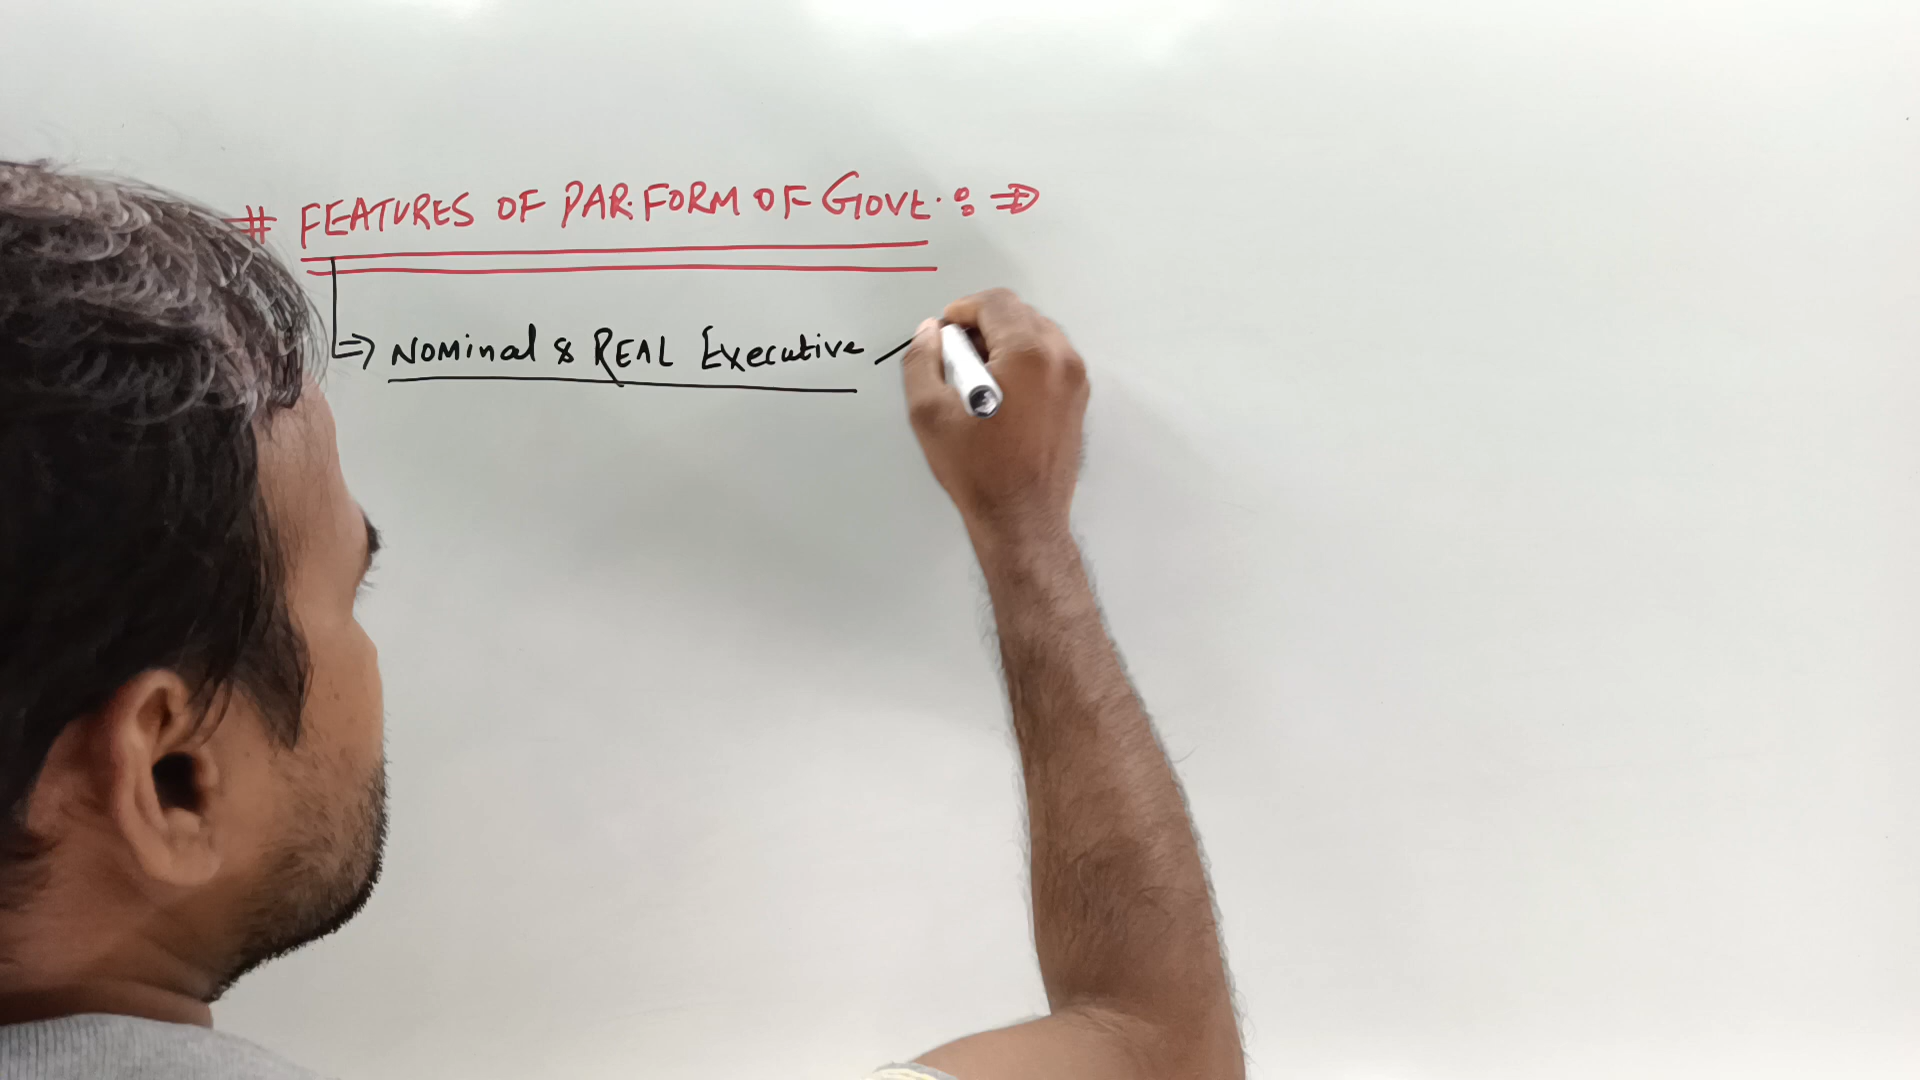 # FEATURES OF PAR. FORM OF GOVt. : ⇒
⇒ NOMinal & REAL Executive